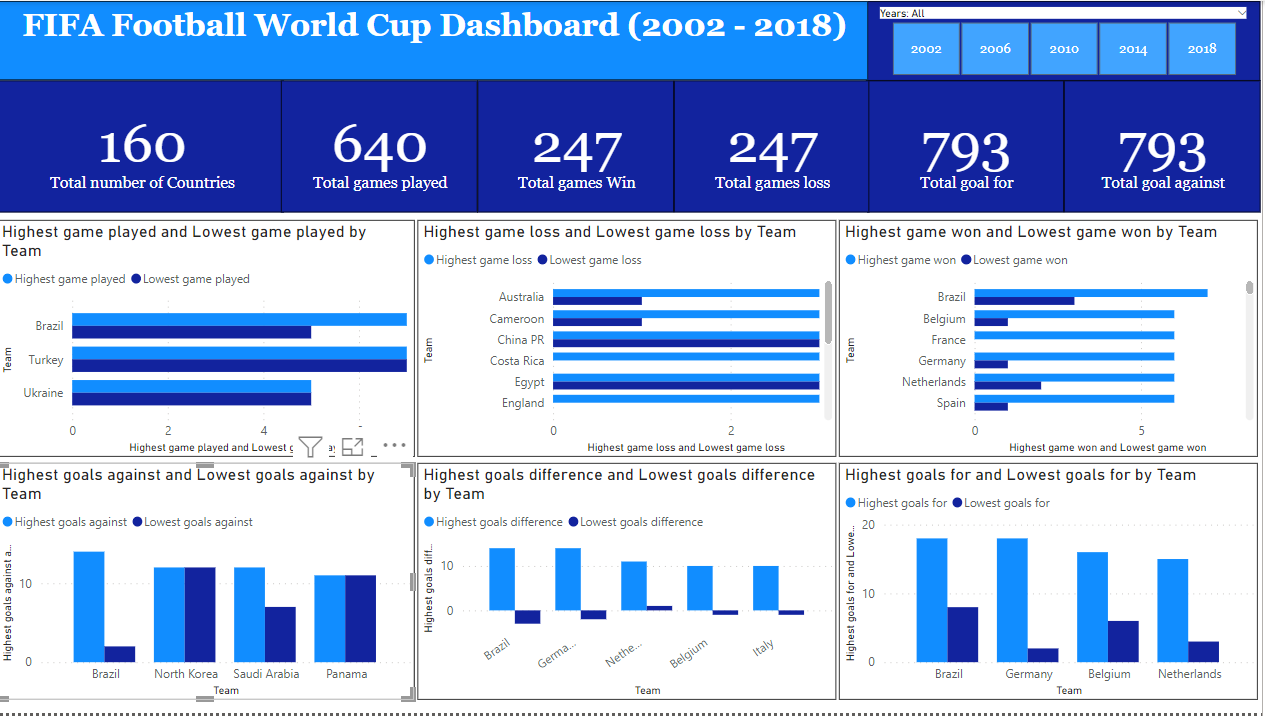 FIFA Football World Cup Dashboard (2002 - 2018)
Years: All
2002 2006 2010 2014 2018
160 640 247 247 793 793
Total number of Countries Total games played Total games Win Total games loss Total goal for Total goal against
Highest game played and Lowest game played by
Team
Highest game played Lowest game played
Team
Brazil
Turkey
Ukraine
0 2 4
Highest game played and Lowest g
Highest game loss and Lowest game loss by Team
Highest game loss Lowest game loss
Team
Australia
Cameroon
China PR
Costa Rica
Egypt
England
0 2
Highest game loss and Lowest game loss
Highest game won and Lowest game won by Team
Highest game won Lowest game won
Team
Brazil
Belgium
France
Germany
Netherlands
Spain
0 5
Highest game won and Lowest game won
Highest goals against and Lowest goals against by
Team
Highest goals against Lowest goals against
Highest goals against a...
10
0
Brazil North Korea Saudi Arabia Panama
Team
Highest goals difference and Lowest goals difference
by Team
Highest goals difference Lowest goals difference
Highest goals diff...
10
0
Brazil Germa... Nethe... Belgium Italy
Team
Highest goals for and Lowest goals for by Team
Highest goals for Lowest goals for
Highest goals for and Lowe...
20
10
0
Brazil Germany Belgium Netherlands
Team